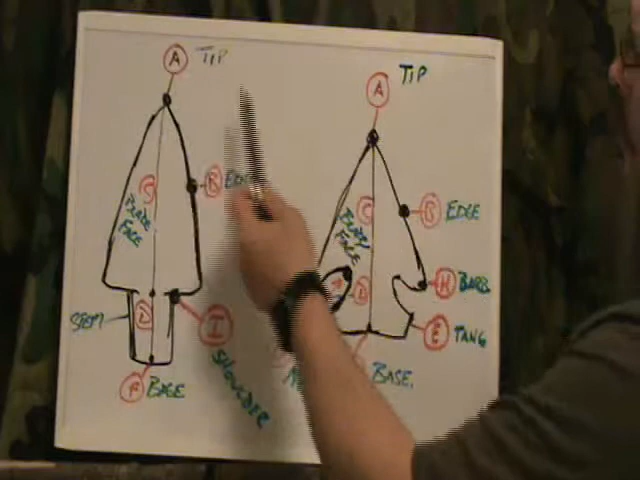 A TIP
A TIP
B EDGE
C BLADE FACE
B EDGE
C BLADE FACE
H BARB
D
STEM
D
I
SHOULDER
E TANG
F BASE
BASE